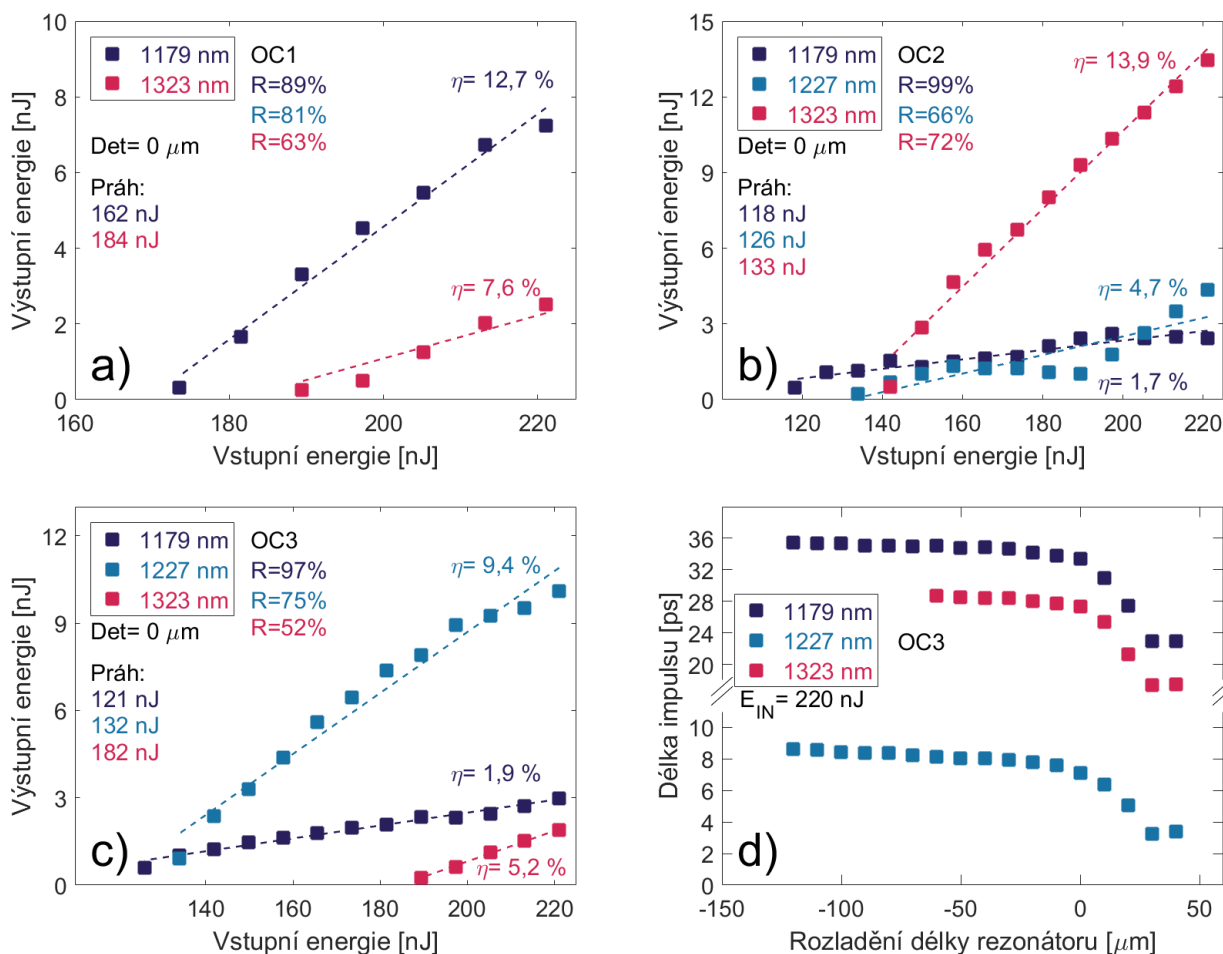 10
8
6
4
2
0
Výstupní energie [nJ]
1179 nm
1323 nm
OC1
R=89%
R=81%
R=63%
Det= 0 μm
Práh:
162 nJ
184 nJ
η= 12,7 %
η= 7,6 %
a)
160
180
200
220
Vstupní energie [nJ]
15
12
9
6
3
0
Výstupní energie [nJ]
1179 nm
1227 nm
1323 nm
OC2
R=99%
R=66%
R=72%
Det= 0 μm
Práh:
118 nJ
126 nJ
133 nJ
η= 13,9 %
η= 4,7 %
η= 1,7 %
b)
120
140
160
180
200
220
Vstupní energie [nJ]
12
9
6
3
0
Výstupní energie [nJ]
1179 nm
1227 nm
1323 nm
OC3
R=97%
R=75%
R=52%
Det= 0 μm
Práh:
121 nJ
132 nJ
182 nJ
η= 9,4 %
η= 1,9 %
η= 5,2 %
c)
140
160
180
200
220
Vstupní energie [nJ]
36
32
28
24
20
10
8
6
4
2
0
Délka impulsu [ps]
1179 nm
1227 nm
1323 nm
OC3
E_IN= 220 nJ
d)
-150
-100
-50
0
50
Rozladění délky rezonátoru [μm]